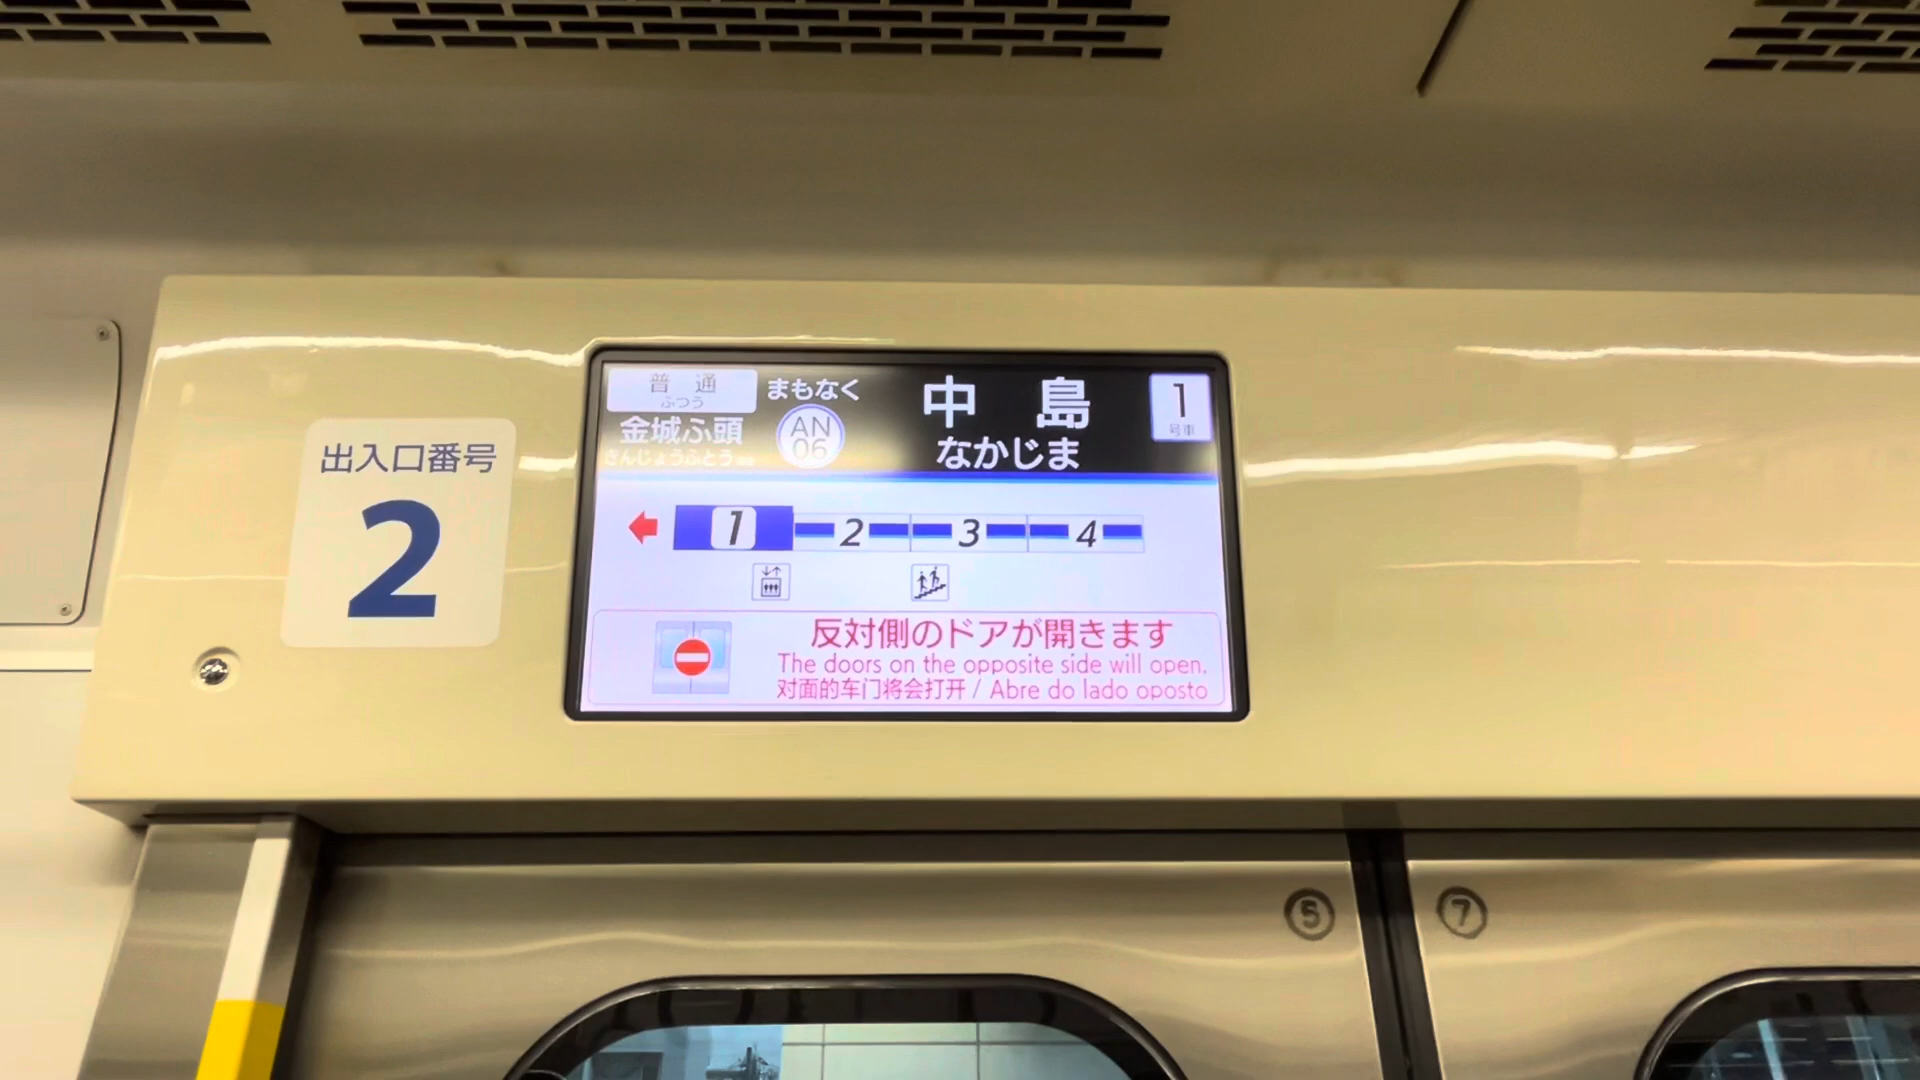 出入口番号
2
普通
ふつう
まもなく
中島
1
号車
金城ふ頭
きんじょうふとう
AN
06
なかじま
1 2 3 4
反対側のドアが開きます
The doors on the opposite side will open.
对面的车门将会打开 / Abre do lado oposto
5
7